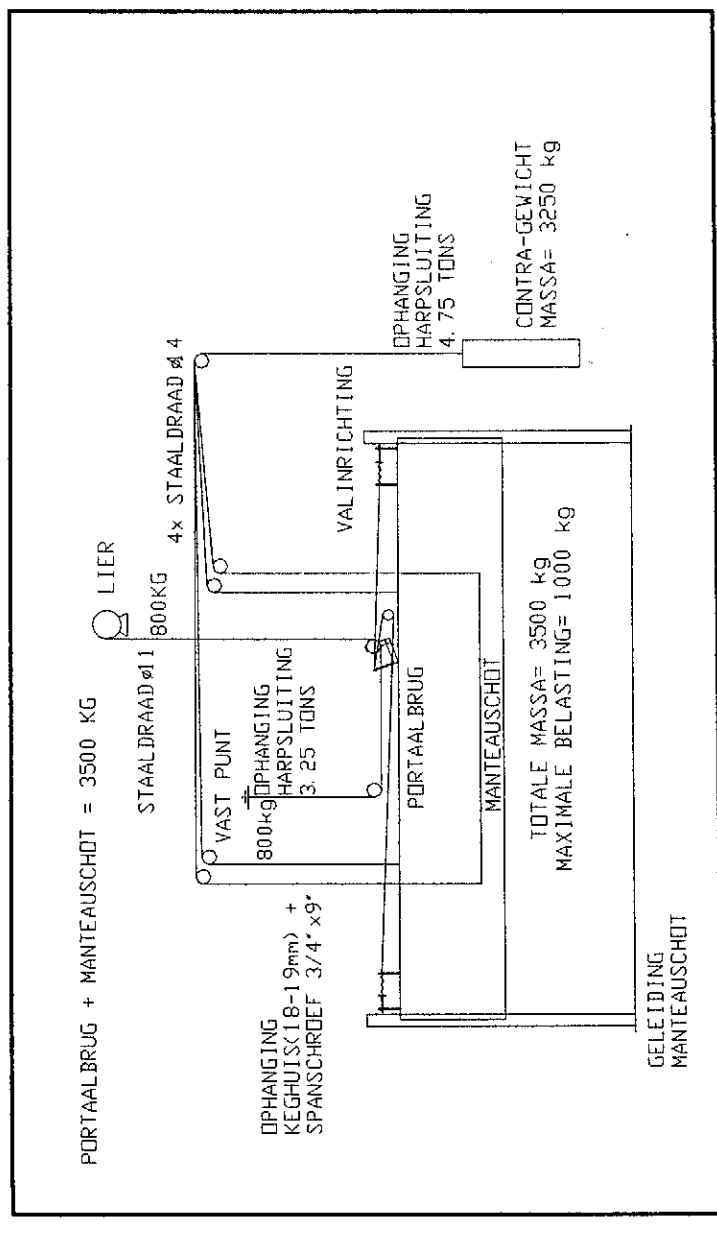 PORTAALBRUG + MANTEAUSCHOT = 3500 KG
LIER
STAALDRAAD ø11
800KG
4x STAALDRAAD ø14
VAST PUNT
800kg
OPHANGING
HARPSLUITING
3.25 TONS
OPHANGING
KEGHUIS(18-19mm) +
SPANSCHROEF 3/4"x9"
VALINRICHTING
OPHANGING
HARPSLUITING
4.75 TONS
PORTAALBRUG
MANTEAUSCHOT
CONTRA-GEWICHT
MASSA= 3250 kg
TOTALE MASSA= 3500 kg
MAXIMALE BELASTING= 1000 kg
GELEIDING
MANTEAUSCHOT